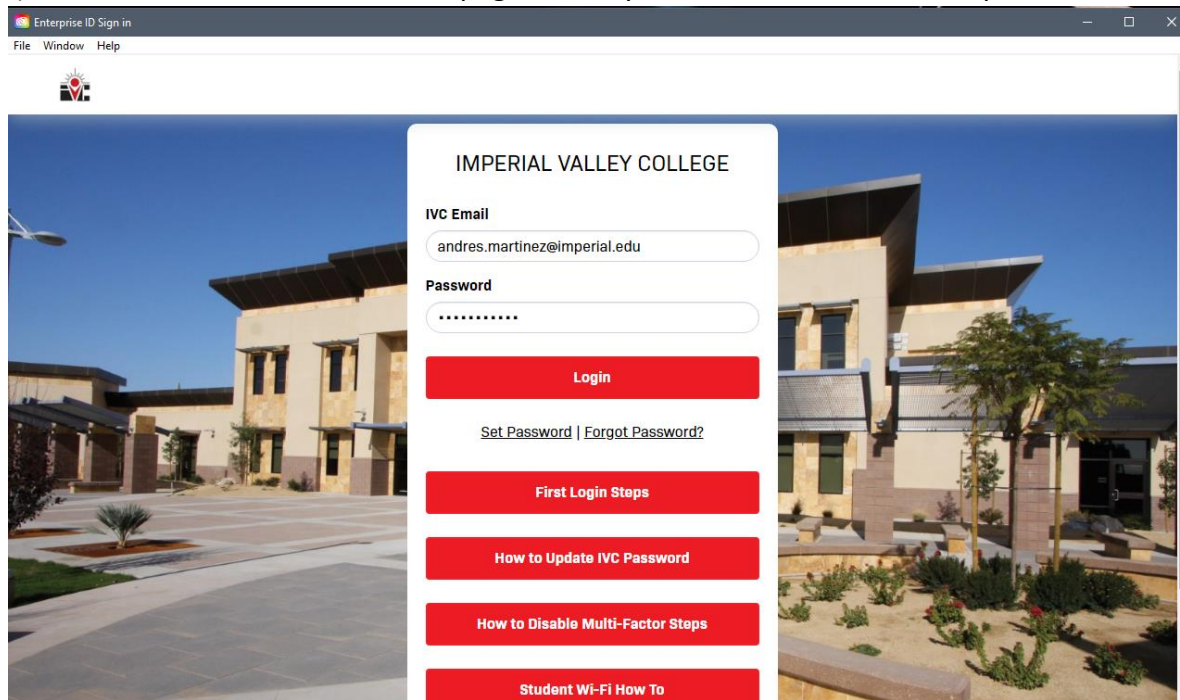 Enterprise ID Sign in
File Window Help
IVC
IMPERIAL VALLEY COLLEGE
IVC Email
andres.martinez@imperial.edu
Password
Login
Set Password | Forgot Password?
First Login Steps
How to Update IVC Password
How to Disable Multi-Factor Steps
Student Wi-Fi How To